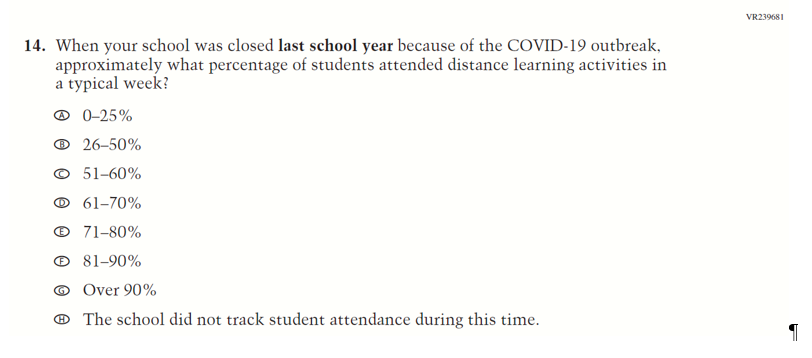 VR239681
14. When your school was closed last school year because of the COVID-19 outbreak,
approximately what percentage of students attended distance learning activities in
a typical week?
A 0–25%
B 26–50%
C 51–60%
D 61–70%
E 71–80%
F 81–90%
G Over 90%
H The school did not track student attendance during this time.
¶